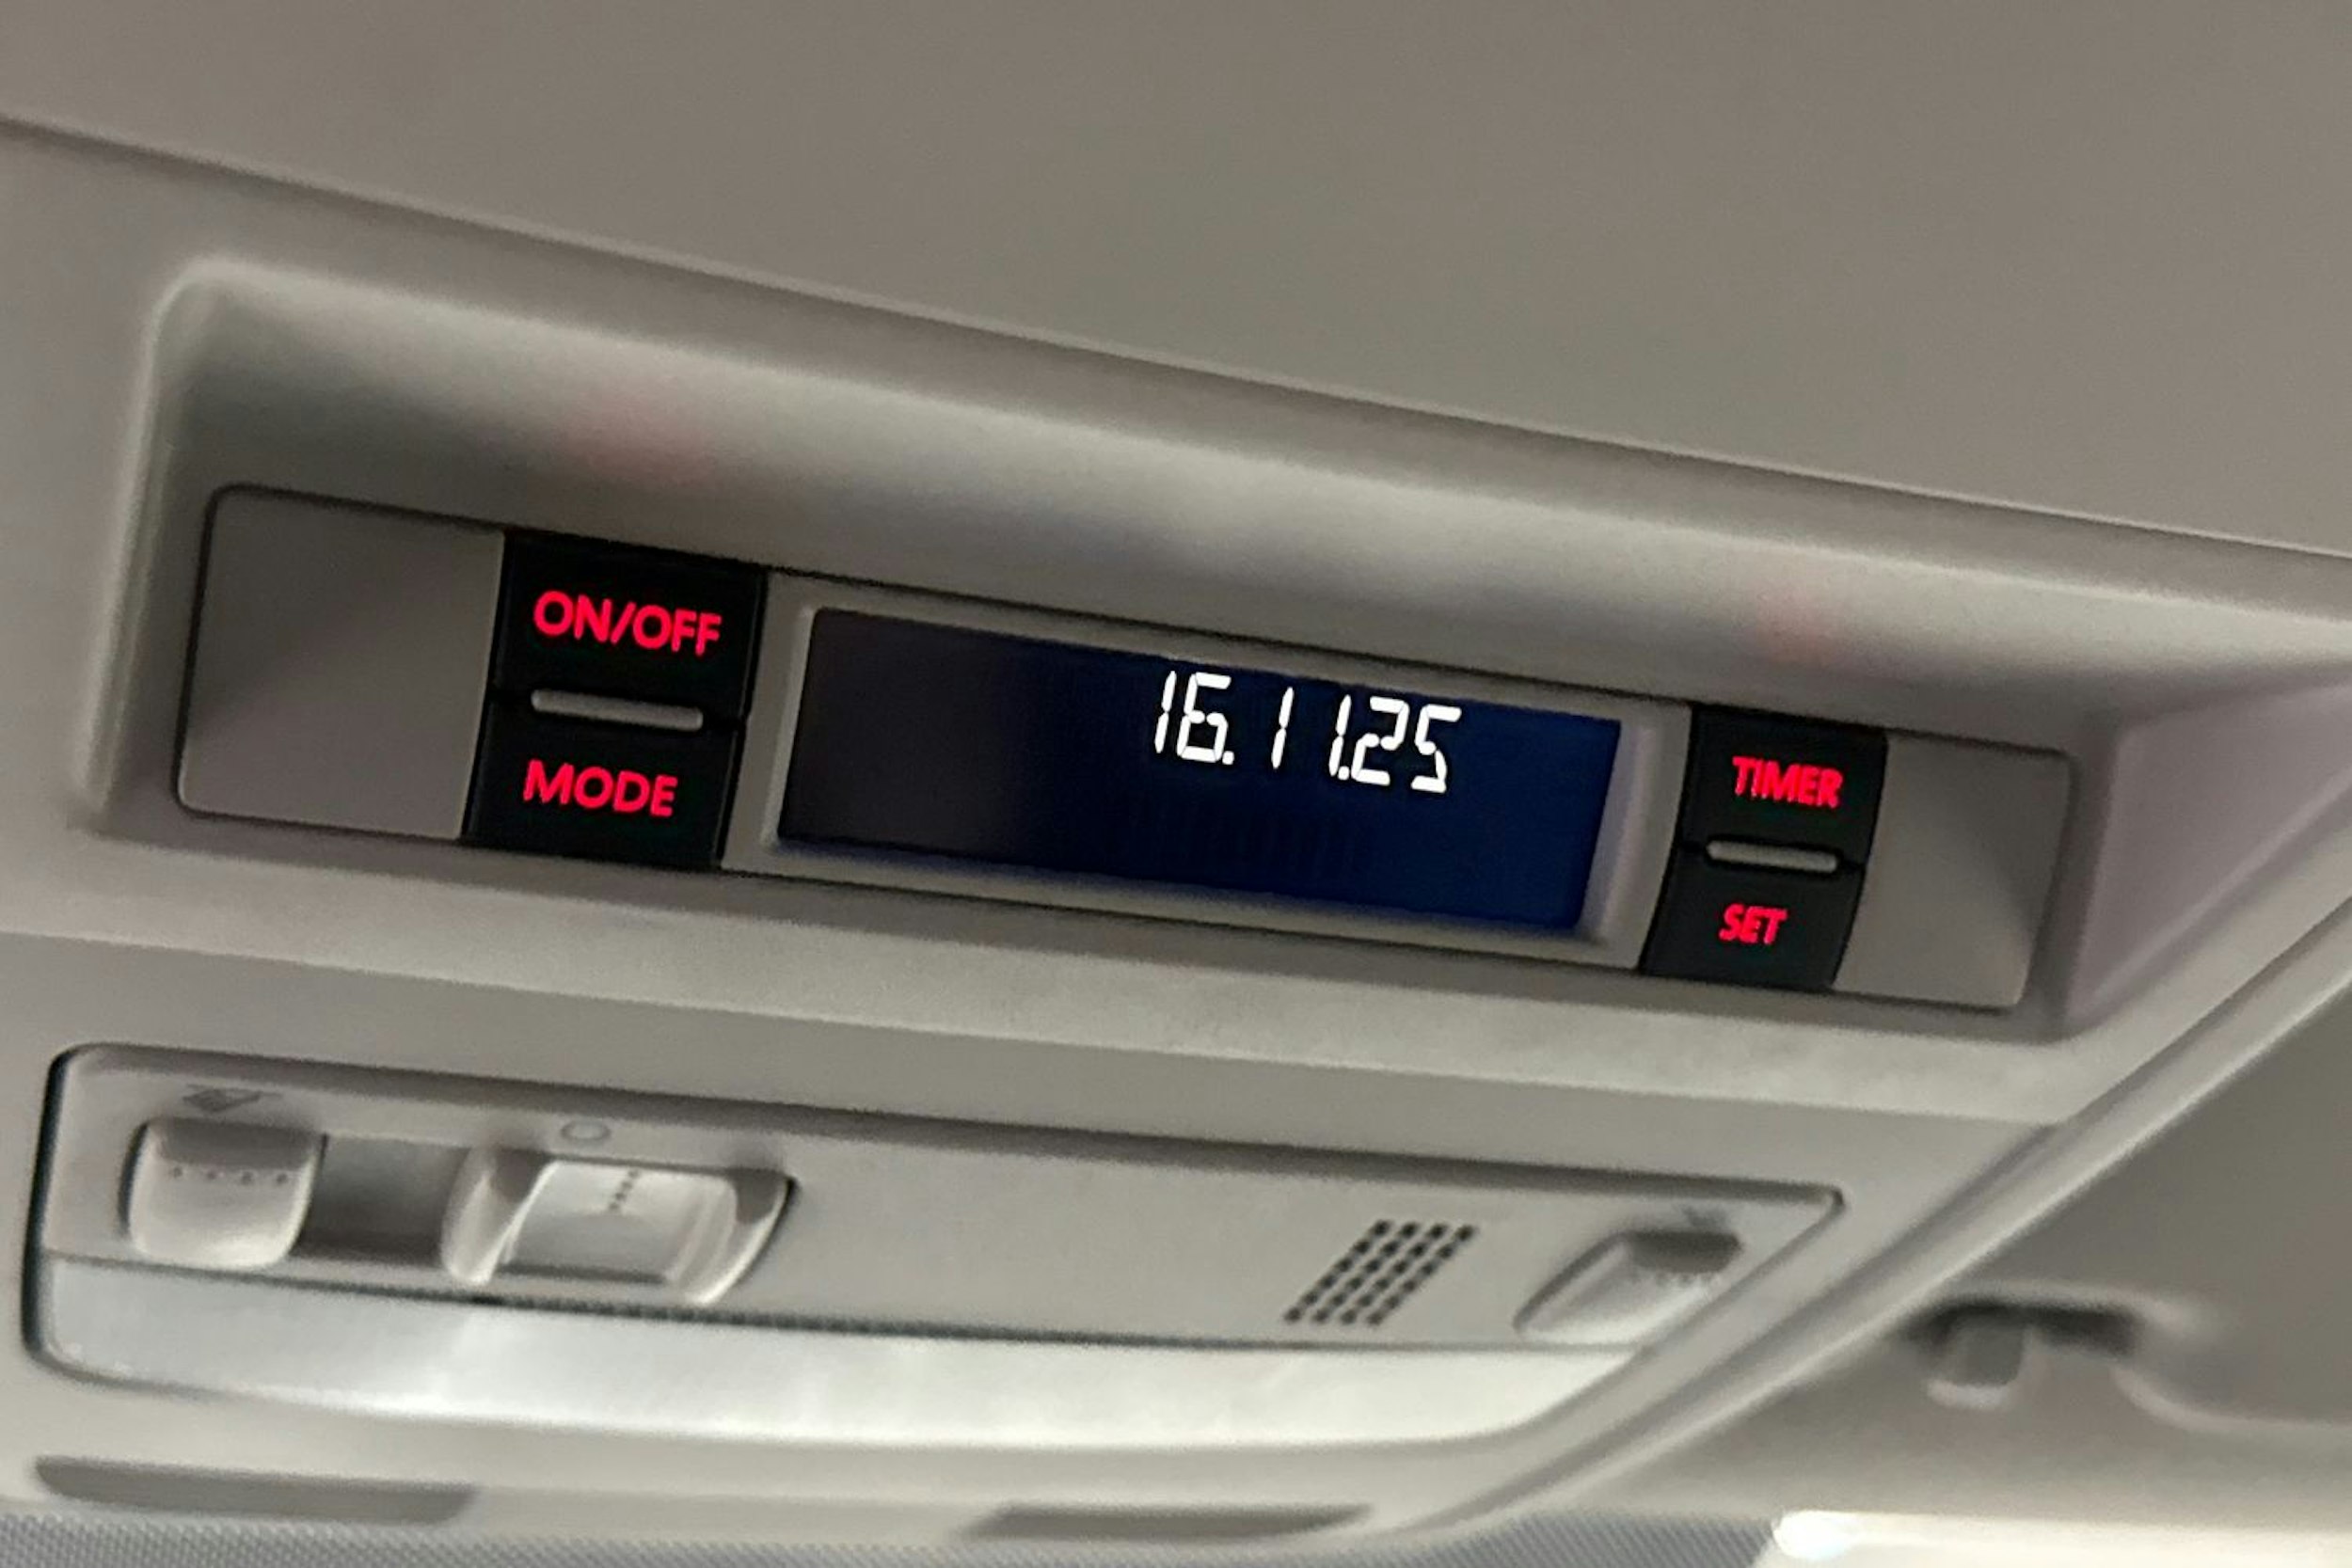 ON/OFF
MODE
16.11.25
TIMER
SET